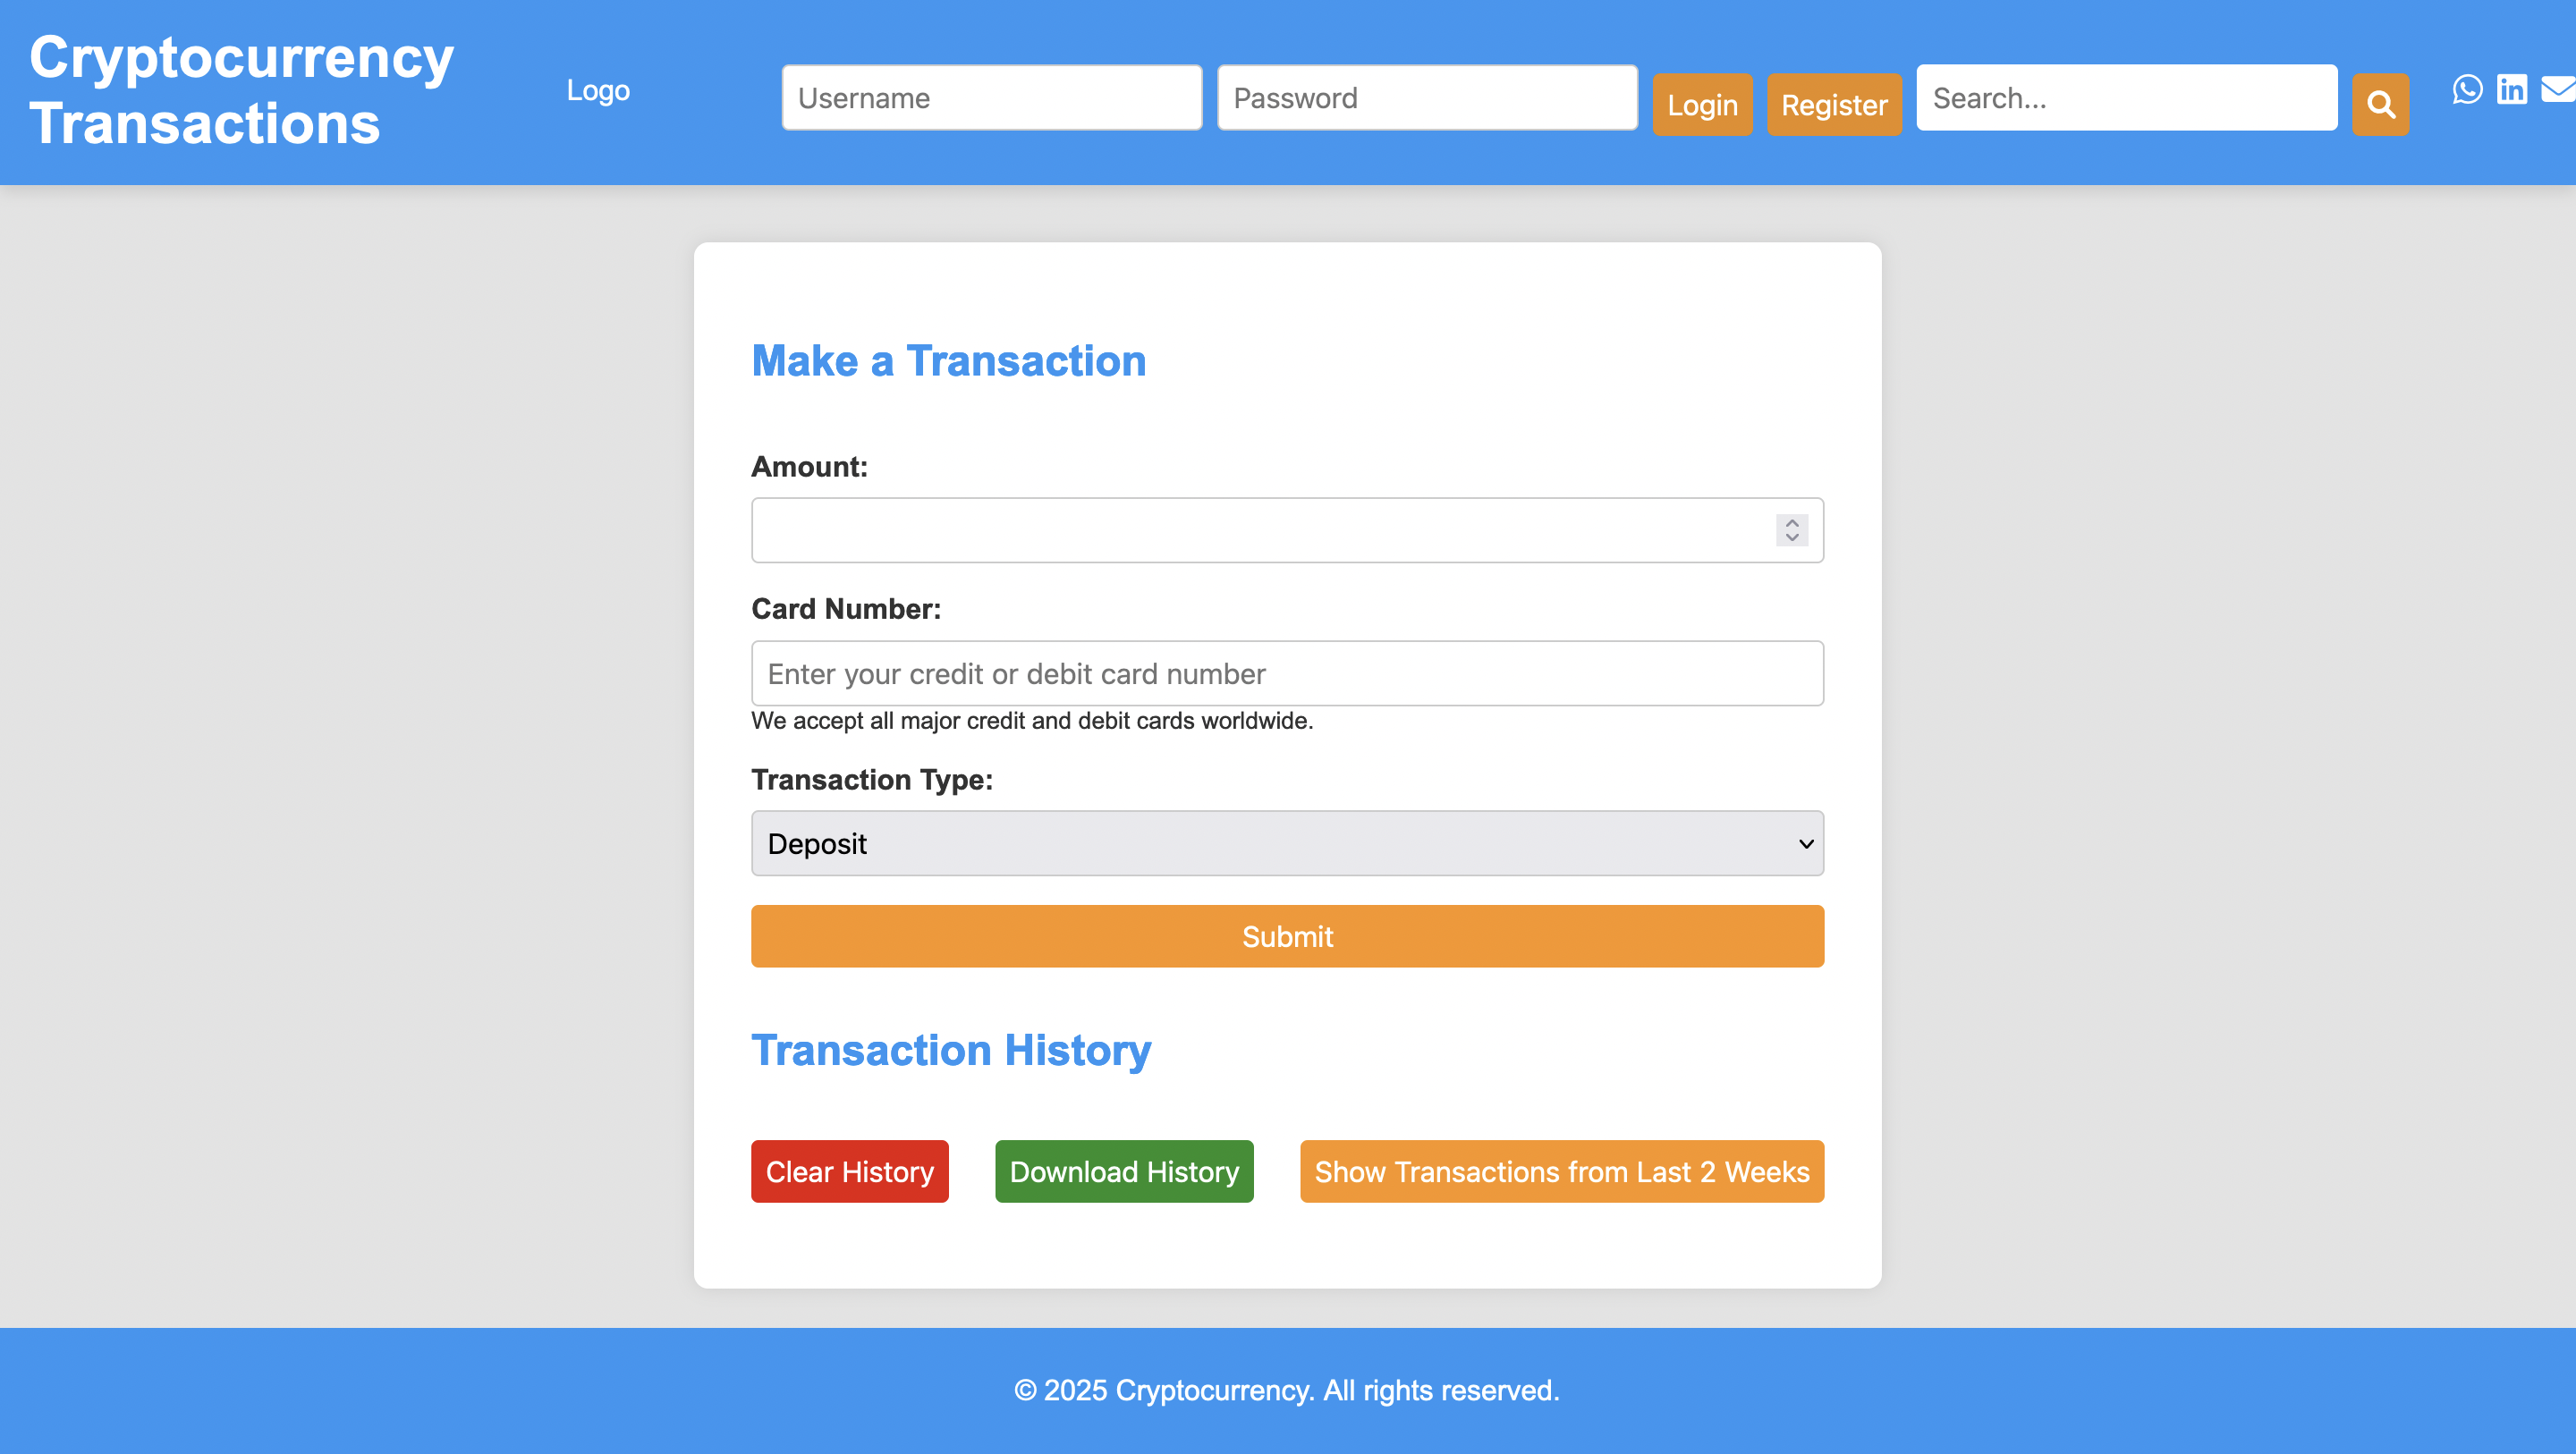 Cryptocurrency
Transactions
Logo
Username
Password
Login
Register
Search...
Make a Transaction
Amount:
Card Number:
Enter your credit or debit card number
We accept all major credit and debit cards worldwide.
Transaction Type:
Deposit
Submit
Transaction History
Clear History
Download History
Show Transactions from Last 2 Weeks
© 2025 Cryptocurrency. All rights reserved.